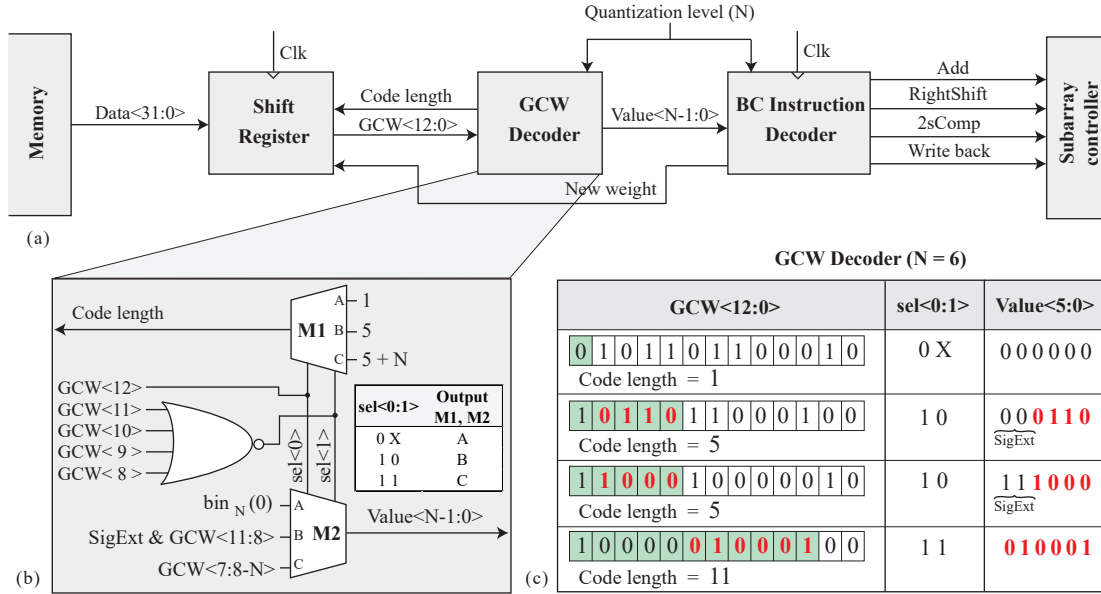 Quantization level (N)
Clk
Clk
Memory
Data<31:0>
Shift
Register
Code length
GCW<12:0>
GCW
Decoder
Value<N-1:0>
BC Instruction
Decoder
Add
RightShift
2sComp
Write back
Subarray
controller
New weight
(a)
Code length
M1
A
1
B
5
C
5 + N
GCW<12>
GCW<11>
GCW<10>
GCW< 9 >
GCW< 8 >
sel<0>
sel<1>
sel<0:1> Output
M1, M2
0 X A
1 0 B
1 1 C
bin N (0)
A
SigExt & GCW<11:8>
B
GCW<7:8-N>
C
M2
Value<N-1:0>
(b)
GCW Decoder (N = 6)
GCW<12:0> sel<0:1> Value<5:0>
0 1 0 1 1 0 1 1 0 0 0 1 0 0 X 0 0 0 0 0 0
Code length = 1
1 0 1 1 0 1 1 0 0 0 1 0 0 1 0 0 0 0 1 1 0
Code length = 5 SigExt
1 1 0 0 0 1 0 0 0 0 0 1 0 1 0 1 1 1 0 0 0
Code length = 5 SigExt
1 0 0 0 0 0 1 0 0 0 1 0 0 1 1 0 1 0 0 0 1
Code length = 11
(c)